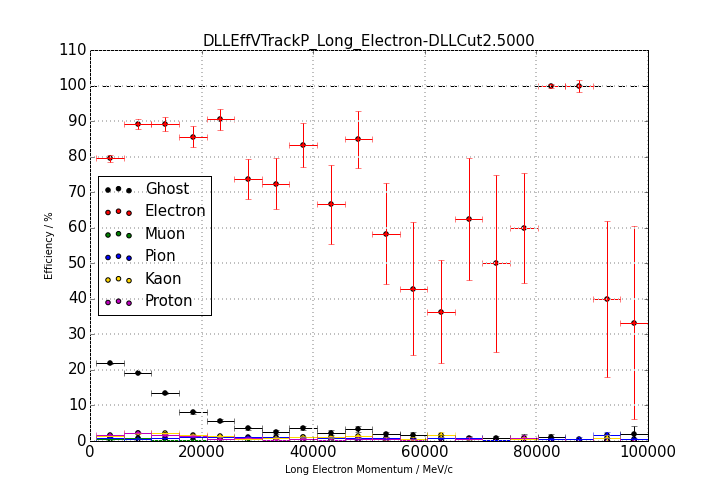 DLLEffVTrackP_Long_Electron-DLLCut2.5000
110
100
90
80
70
60
50
40
30
20
10
0
Efficiency / %
Ghost
Electron
Muon
Pion
Kaon
Proton
0 20000 40000 60000 80000 100000
Long Electron Momentum / MeV/c